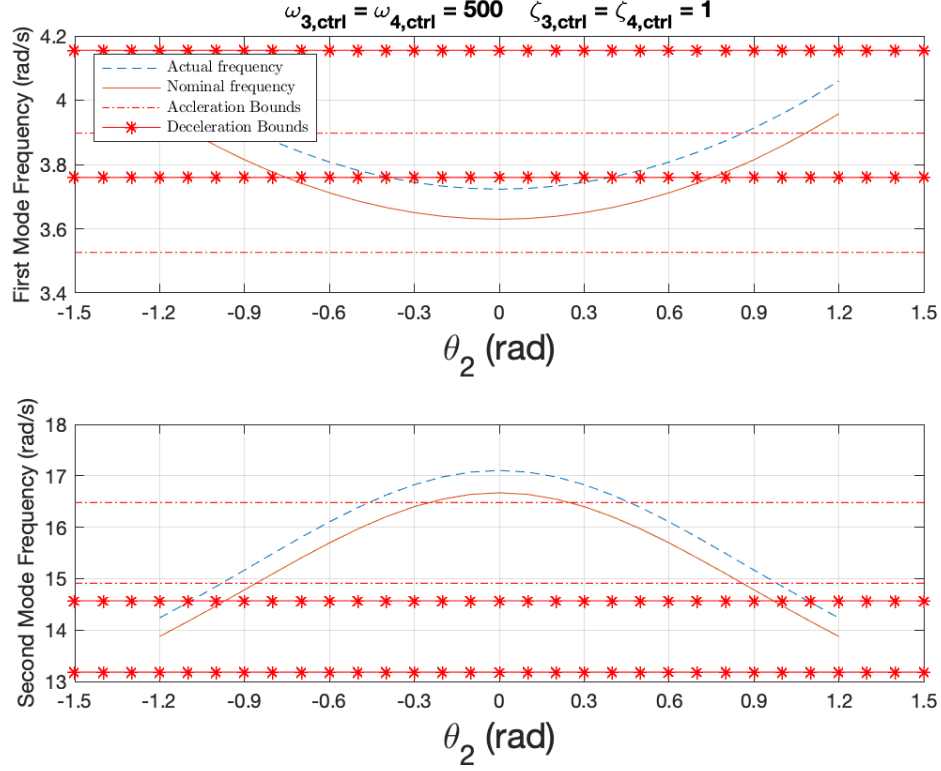 ω3,ctrl = ω4,ctrl = 500 ζ3,ctrl = ζ4,ctrl = 1
First Mode Frequency (rad/s)
4.2
4
3.8
3.6
3.4
Actual frequency
Nominal frequency
Accleration Bounds
Deceleration Bounds
-1.5 -1.2 -0.9 -0.6 -0.3 0 0.3 0.6 0.9 1.2 1.5
θ2 (rad)
Second Mode Frequency (rad/s)
18
17
16
15
14
13
-1.5 -1.2 -0.9 -0.6 -0.3 0 0.3 0.6 0.9 1.2 1.5
θ2 (rad)